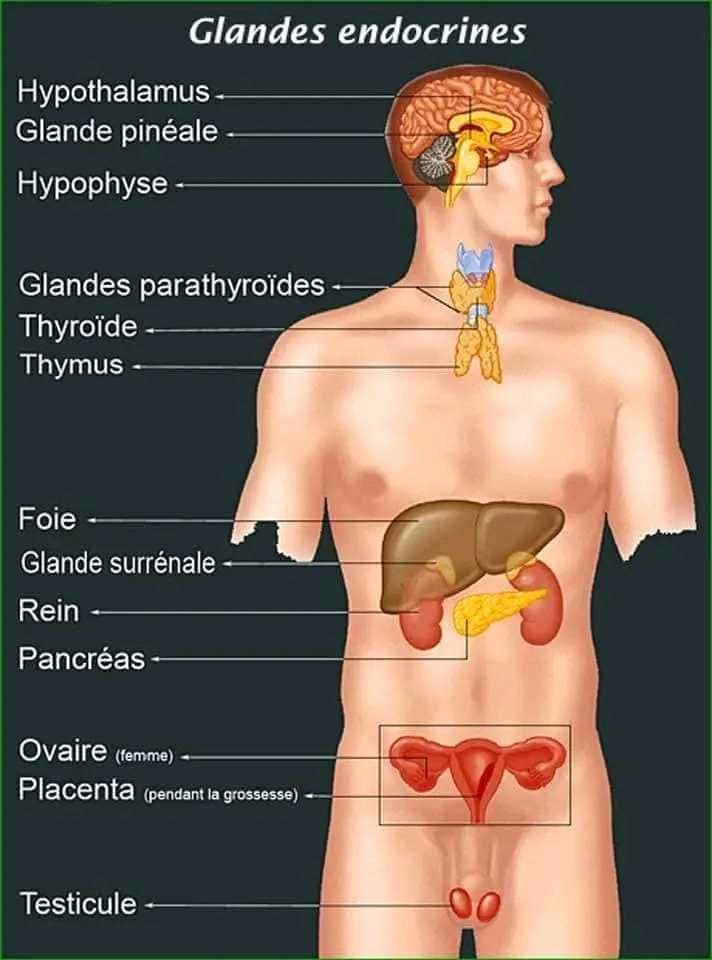 Glandes endocrines
Hypothalamus
Glande pinéale
Hypophyse
Glandes parathyroïdes
Thyroïde
Thymus
Foie
Glande surrénale
Rein
Pancréas
Ovaire (femme)
Placenta (pendant la grossesse)
Testicule